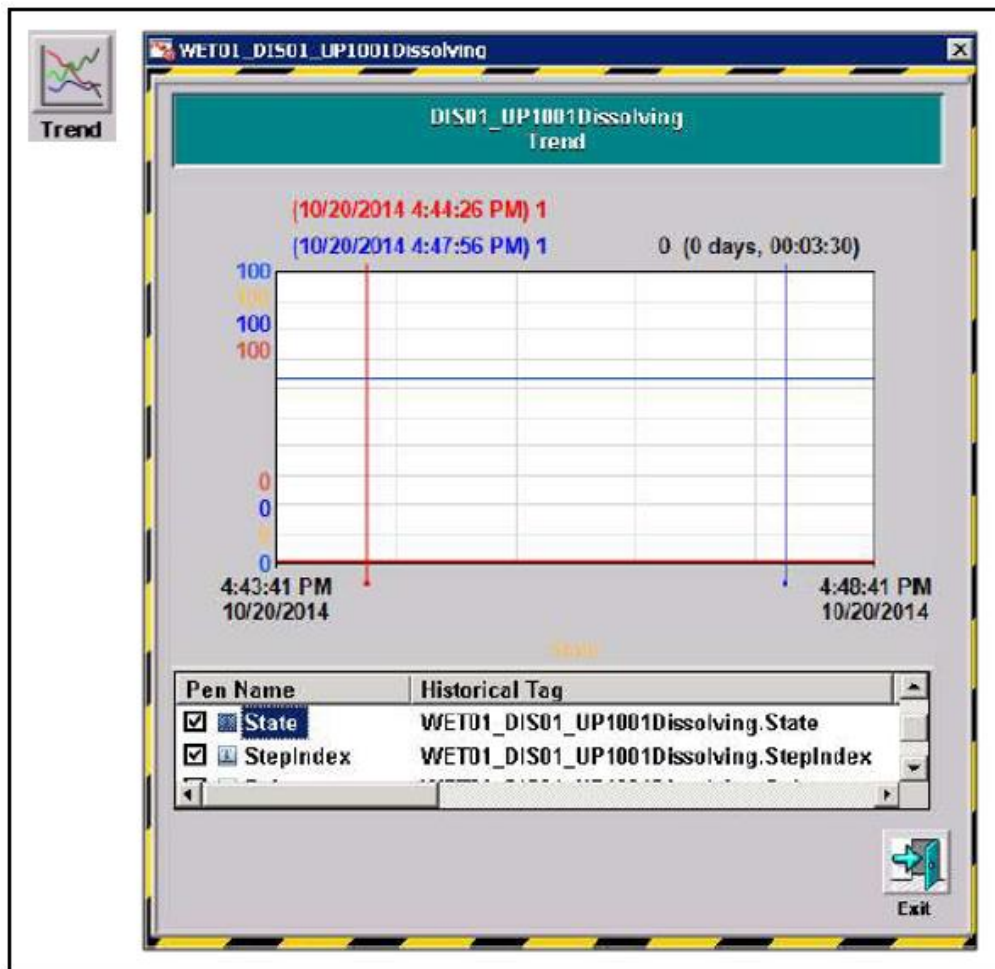 Trend
WET01_DIS01_UP1001Dissolving
DIS01_UP1001Dissolving
Trend
(10/20/2014 4:44:26 PM) 1
(10/20/2014 4:47:56 PM) 1 0 (0 days, 00:03:30)
100
100
100
100
0
0
0
0
4:43:41 PM 4:48:41 PM
10/20/2014 10/20/2014
State
Pen Name Historical Tag
State WET01_DIS01_UP1001Dissolving.State
StepIndex WET01_DIS01_UP1001Dissolving.StepIndex
Exit